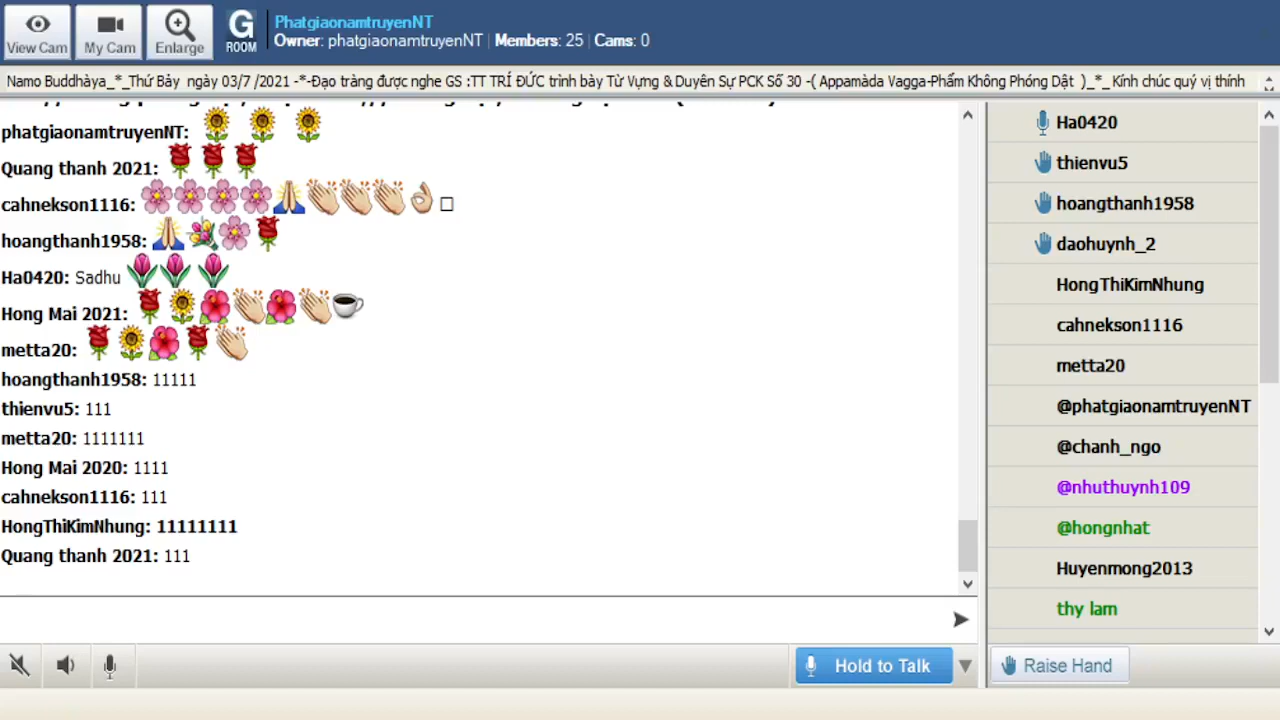 View Cam
My Cam
Enlarge
G
ROOM
PhatgiaonamtruyenNT
Owner: phatgiaonamtruyenNT | Members: 25 | Cams: 0
Namo Buddhàya_*_Thứ Bảy ngày 03/7 /2021 -*-Đạo tràng được nghe GS :TT TRÍ ĐỨC trình bày Từ Vựng & Duyên Sự PCK Số 30 -( Appamàda Vagga-Phẩm Không Phóng Dật )_*_ Kính chúc quý vị thính
phatgiaonamtruyenNT:
Quang thanh 2021:
cahnekson1116:
hoangthanh1958:
Ha0420: Sadhu
Hong Mai 2021:
metta20:
hoangthanh1958: 11111
thienvu5: 111
metta20: 1111111
Hong Mai 2020: 1111
cahnekson1116: 111
HongThiKimNhung: 11111111
Quang thanh 2021: 111
Hold to Talk
Ha0420
thienvu5
hoangthanh1958
daohuynh_2
HongThiKimNhung
cahnekson1116
metta20
@phatgiaonamtruyenNT
@chanh_ngo
@nhuthuynh109
@hongnhat
Huyenmong2013
thy lam
Raise Hand